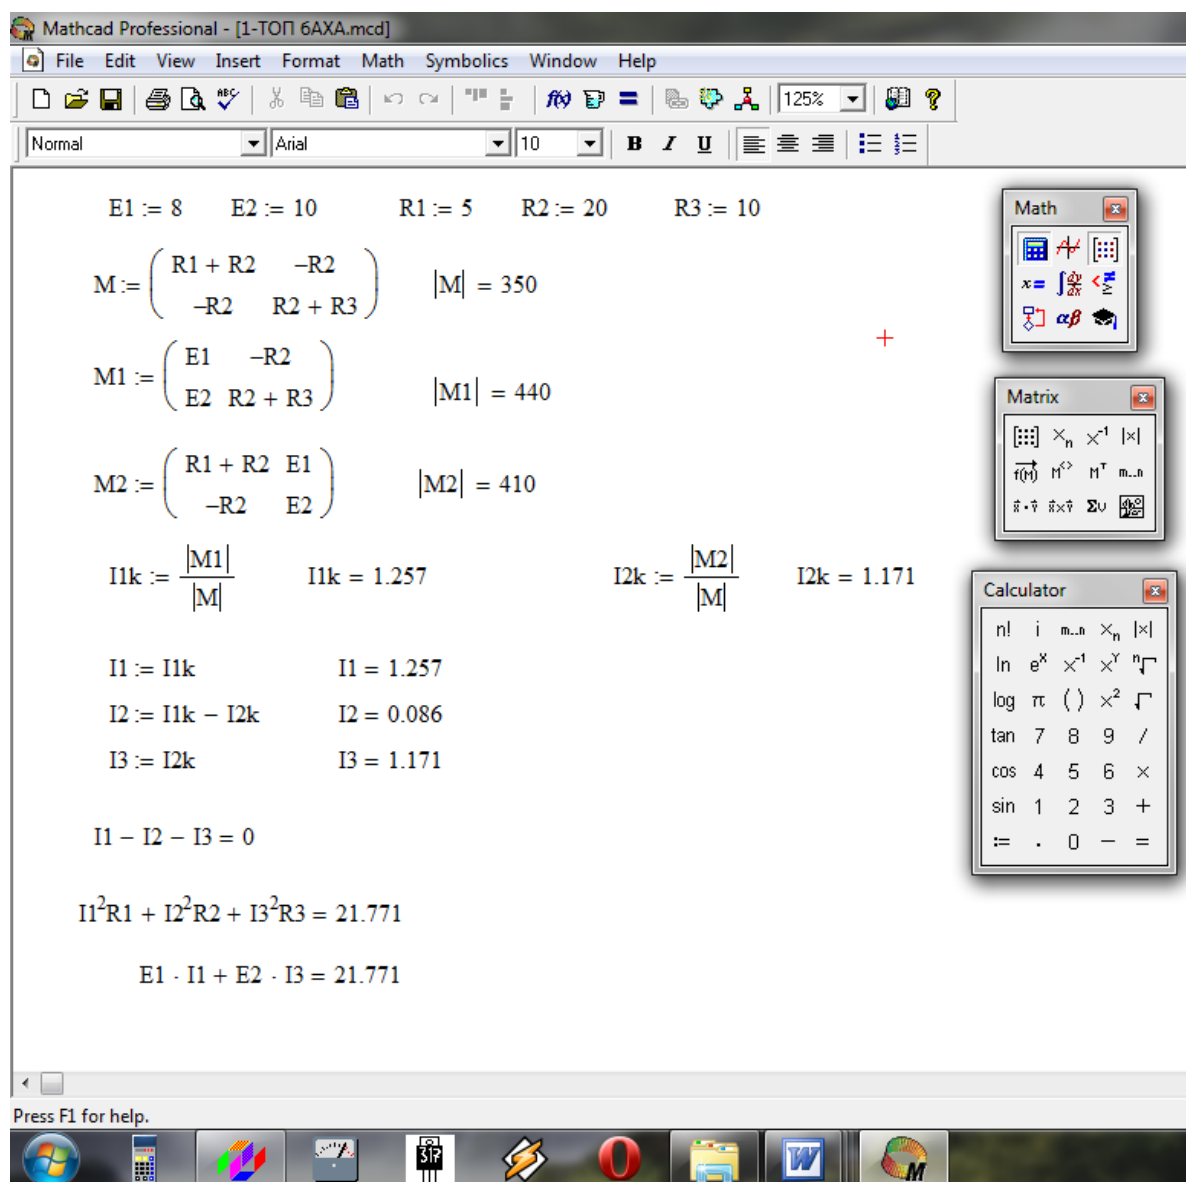 Mathcad Professional - [1-ТОП 6АХА.mcd]
File Edit View Insert Format Math Symbolics Window Help
125%
Normal Arial 10 B I U
E1 := 8 E2 := 10 R1 := 5 R2 := 20 R3 := 10
M := ( R1 + R2 −R2
−R2 R2 + R3 ) |M| = 350
M1 := ( E1 −R2
E2 R2 + R3 ) |M1| = 440
M2 := ( R1 + R2 E1
−R2 E2 ) |M2| = 410
I1k := |M1| / |M| I1k = 1.257 I2k := |M2| / |M| I2k = 1.171
I1 := I1k I1 = 1.257
I2 := I1k − I2k I2 = 0.086
I3 := I2k I3 = 1.171
I1 − I2 − I3 = 0
I1²R1 + I2²R2 + I3²R3 = 21.771
E1 · I1 + E2 · I3 = 21.771
Math
x =
αβ
Matrix
[⁝⁝⁝] ×n ×⁻¹ |×|
f(M) M<> Mᵀ m..n
Σ∪
Calculator
n! i m..n ×n |×|
ln eˣ ×⁻¹ ×ʸ ⁿ√
log π ( ) ×² √
tan 7 8 9 /
cos 4 5 6 ×
sin 1 2 3 +
:= . 0 − =
Press F1 for help.
317
W
M